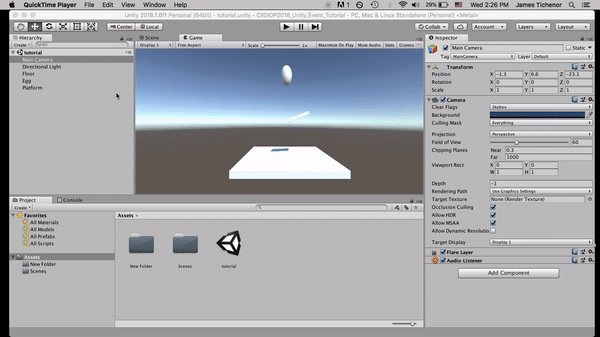 QuickTime Player File Edit View Window Help Wed 2:26 PM James Tichenor
Unity 2018.1.6f1 Personal (64bit) - tutorial.unity - CIIDIDP2018_Unity_Event_Tutorial - PC, Mac & Linux Standalone (Personal) <Metal>
Center Local Collab Account Layers Layout
Hierarchy
Create All
tutorial
Main Camera
Directional Light
Floor
Egg
Platform
Scene Game
Display 1 Free Aspect Scale 1x Maximize On Play Mute Audio Stats Gizmos
Inspector
Main Camera Static
Tag MainCamera Layer Default
Transform
Position X -1.3 Y 6.6 Z -23.1
Rotation X 0 Y 0 Z 0
Scale X 1 Y 1 Z 1
Camera
Clear Flags Skybox
Background
Culling Mask Everything
Projection Perspective
Field of View 60
Clipping Planes Near 0.3
Far 1000
Viewport Rect X 0 Y 0
W 1 H 1
Depth -1
Rendering Path Use Graphics Settings
Target Texture None (Render Texture)
Occlusion Culling
Allow HDR
Allow MSAA
Allow Dynamic Resolutio
Target Display Display 1
Flare Layer
Audio Listener
Add Component
Project Console
Create
Favorites
All Materials
All Models
All Prefabs
All Scripts
Assets
New Folder
Scenes
Assets
New Folder Scenes tutorial